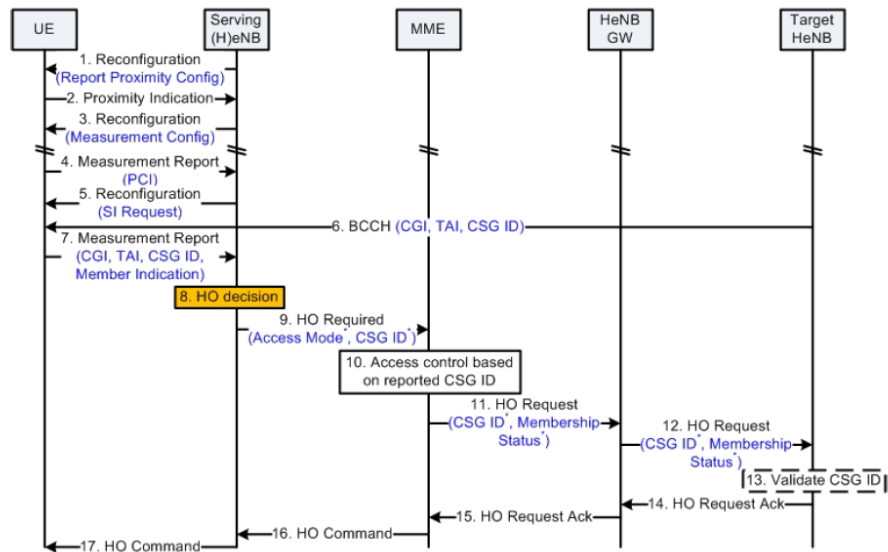 UE
Serving
(H)eNB
MME
HeNB
GW
Target
HeNB
1. Reconfiguration
(Report Proximity Config)
2. Proximity Indication
3. Reconfiguration
(Measurement Config)
4. Measurement Report
(PCI)
5. Reconfiguration
(SI Request)
6. BCCH (CGI, TAI, CSG ID)
7. Measurement Report
(CGI, TAI, CSG ID,
Member Indication)
8. HO decision
9. HO Required
(Access Mode*, CSG ID*)
10. Access control based
on reported CSG ID
11. HO Request
(CSG ID*, Membership
Status*)
12. HO Request
(CSG ID*, Membership
Status*)
13. Validate CSG ID
14. HO Request Ack
15. HO Request Ack
16. HO Command
17. HO Command